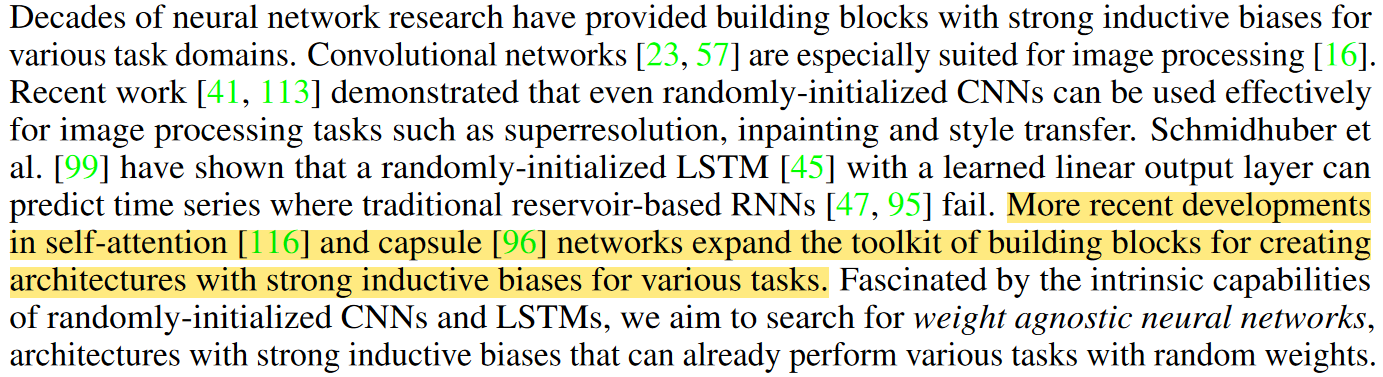 Decades of neural network research have provided building blocks with strong inductive biases for
various task domains. Convolutional networks [23, 57] are especially suited for image processing [16].
Recent work [41, 113] demonstrated that even randomly-initialized CNNs can be used effectively
for image processing tasks such as superresolution, inpainting and style transfer. Schmidhuber et
al. [99] have shown that a randomly-initialized LSTM [45] with a learned linear output layer can
predict time series where traditional reservoir-based RNNs [47, 95] fail. More recent developments
in self-attention [116] and capsule [96] networks expand the toolkit of building blocks for creating
architectures with strong inductive biases for various tasks. Fascinated by the intrinsic capabilities
of randomly-initialized CNNs and LSTMs, we aim to search for weight agnostic neural networks,
architectures with strong inductive biases that can already perform various tasks with random weights.